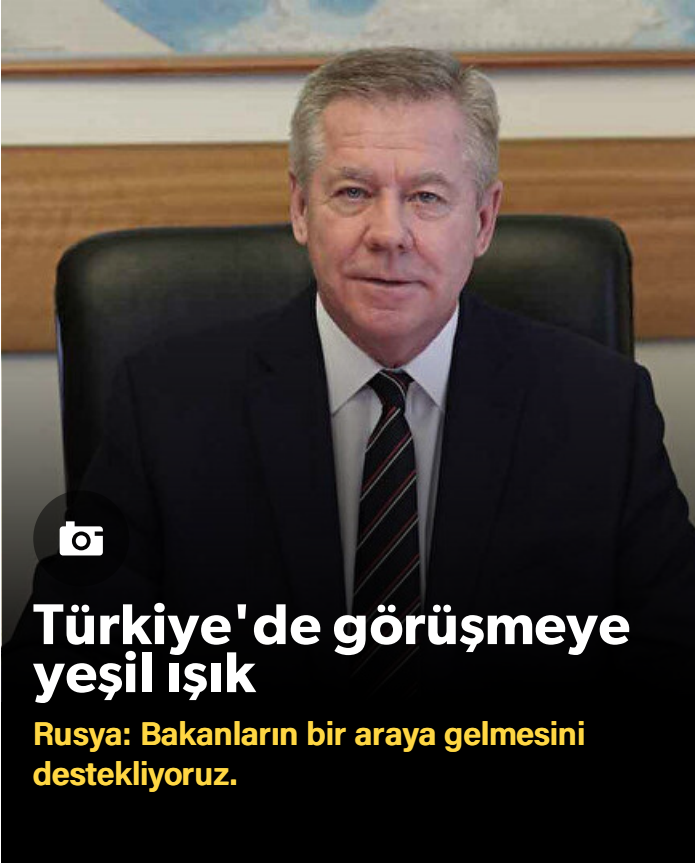 Türkiye'de görüşmeye
yeşil ışık
Rusya: Bakanların bir araya gelmesini
destekliyoruz.